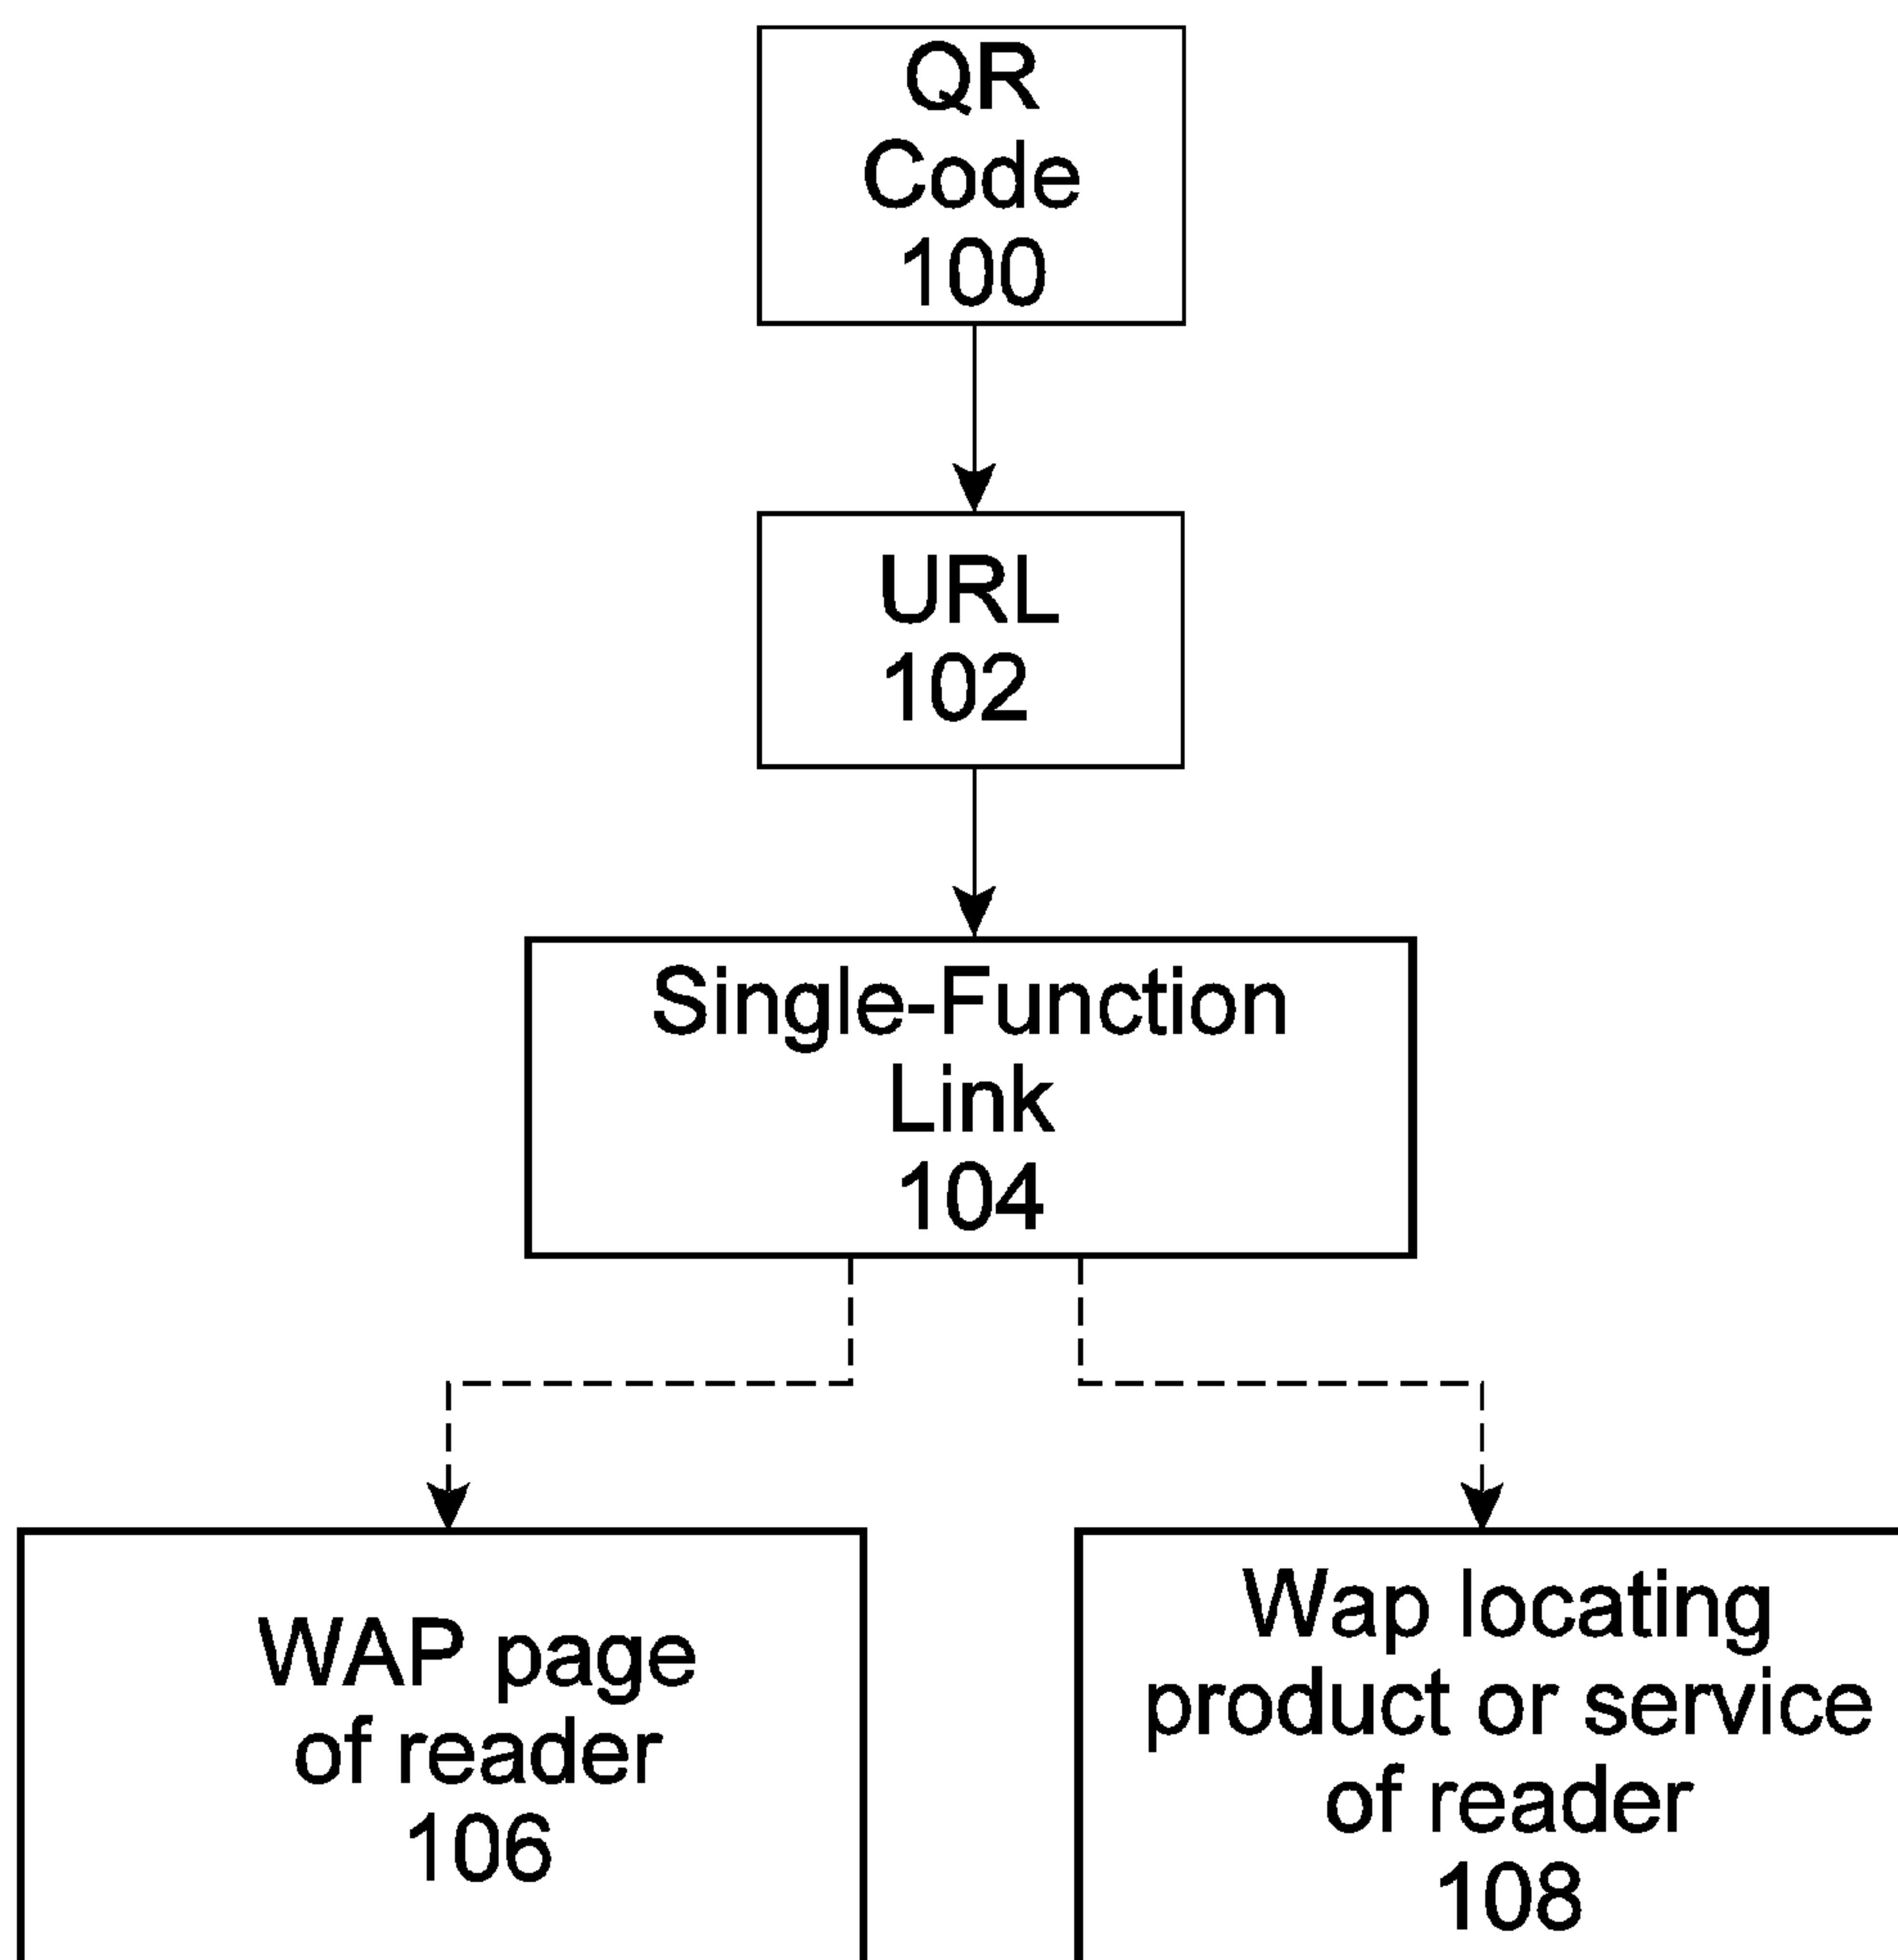 QR
Code
100
URL
102
Single-Function
Link
104
WAP page
of reader
106
Wap locating
product or service
of reader
108